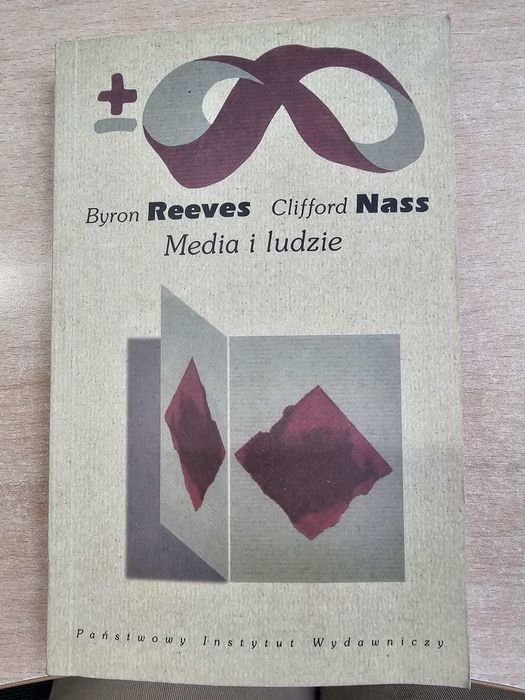 ±
Byron Reeves Clifford Nass
Media i ludzie
Państwowy Instytut Wydawniczy